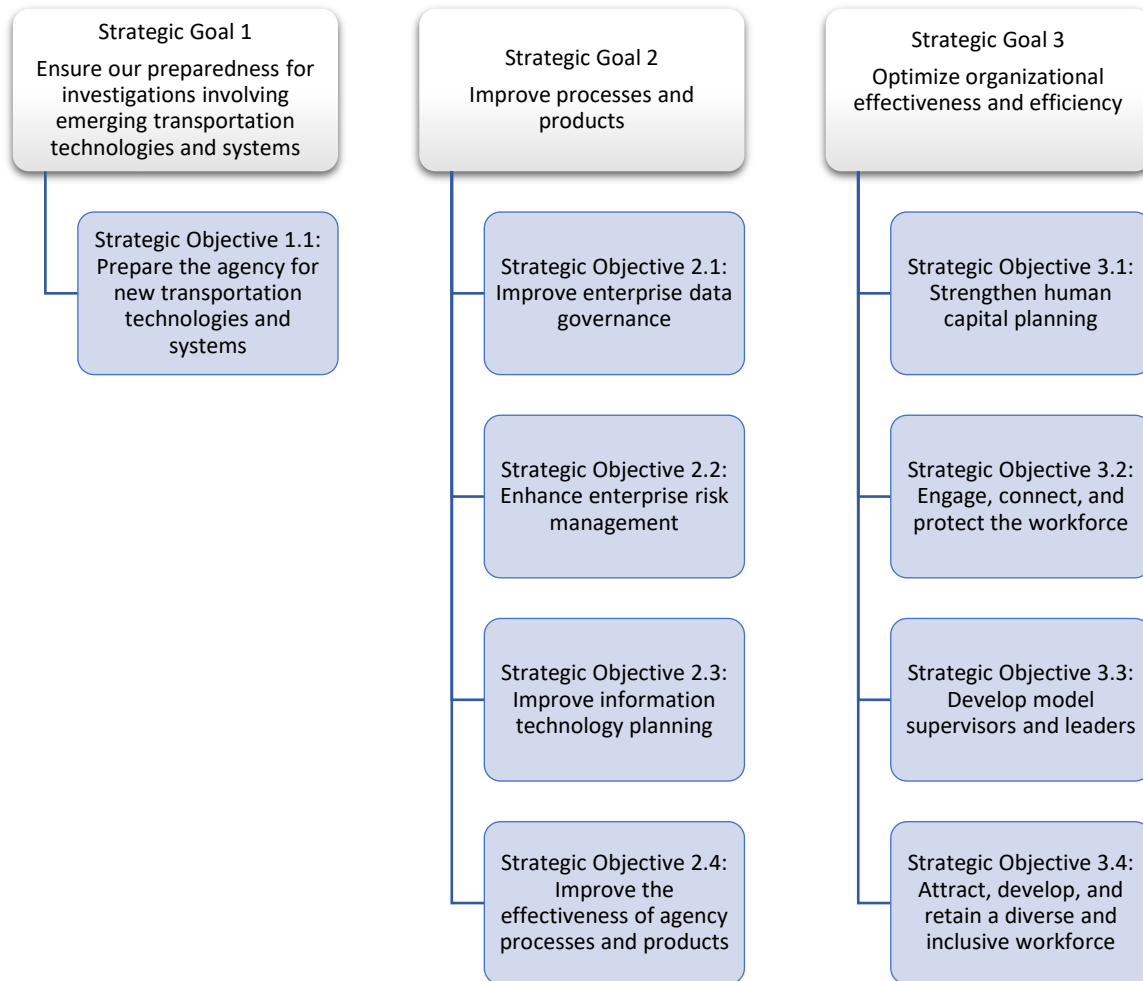 Strategic Goal 1
Ensure our preparedness for
investigations involving
emerging transportation
technologies and systems
Strategic Objective 1.1:
Prepare the agency for
new transportation
technologies and
systems
Strategic Goal 2
Improve processes and
products
Strategic Objective 2.1:
Improve enterprise data
governance
Strategic Objective 2.2:
Enhance enterprise risk
management
Strategic Objective 2.3:
Improve information
technology planning
Strategic Objective 2.4:
Improve the
effectiveness of agency
processes and products
Strategic Goal 3
Optimize organizational
effectiveness and efficiency
Strategic Objective 3.1:
Strengthen human
capital planning
Strategic Objective 3.2:
Engage, connect, and
protect the workforce
Strategic Objective 3.3:
Develop model
supervisors and leaders
Strategic Objective 3.4:
Attract, develop, and
retain a diverse and
inclusive workforce